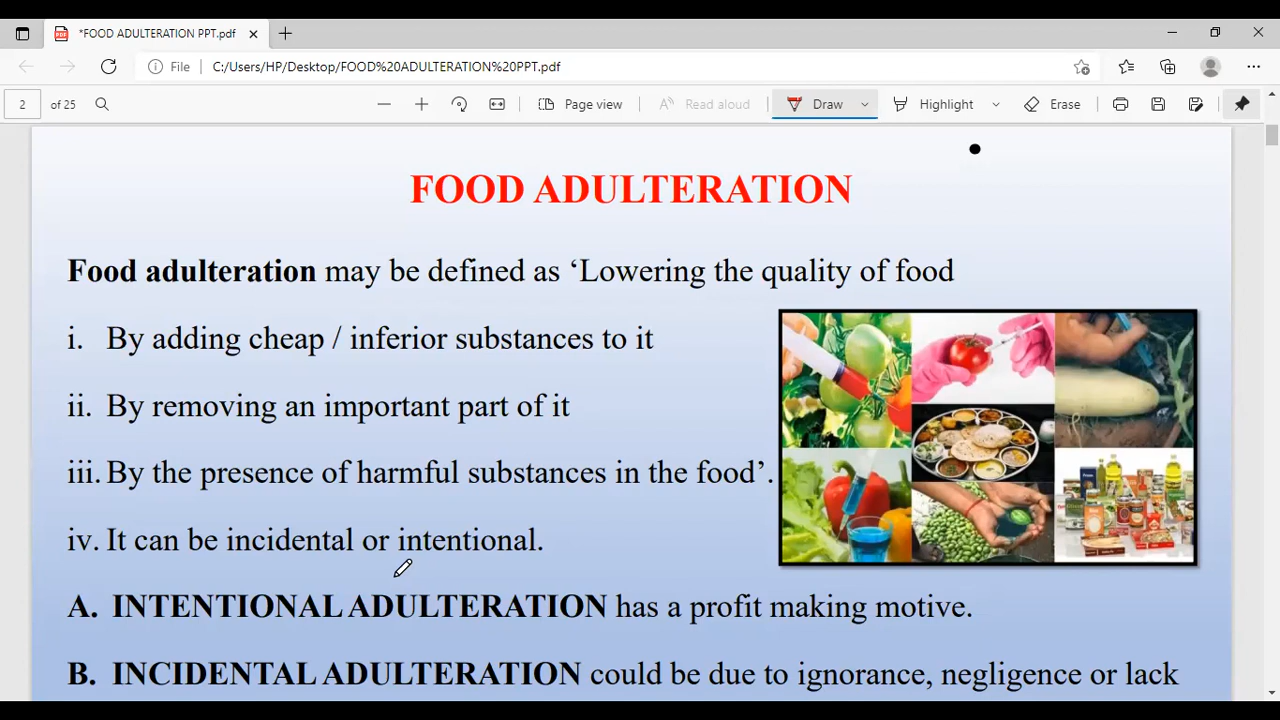 *FOOD ADULTERATION PPT.pdf
File C:/Users/HP/Desktop/FOOD%20ADULTERATION%20PPT.pdf
2 of 25 Page view Read aloud Draw Highlight Erase
FOOD ADULTERATION
Food adulteration may be defined as ‘Lowering the quality of food
i. By adding cheap / inferior substances to it
ii. By removing an important part of it
iii. By the presence of harmful substances in the food’.
iv. It can be incidental or intentional.
A. INTENTIONAL ADULTERATION has a profit making motive.
B. INCIDENTAL ADULTERATION could be due to ignorance, negligence or lack